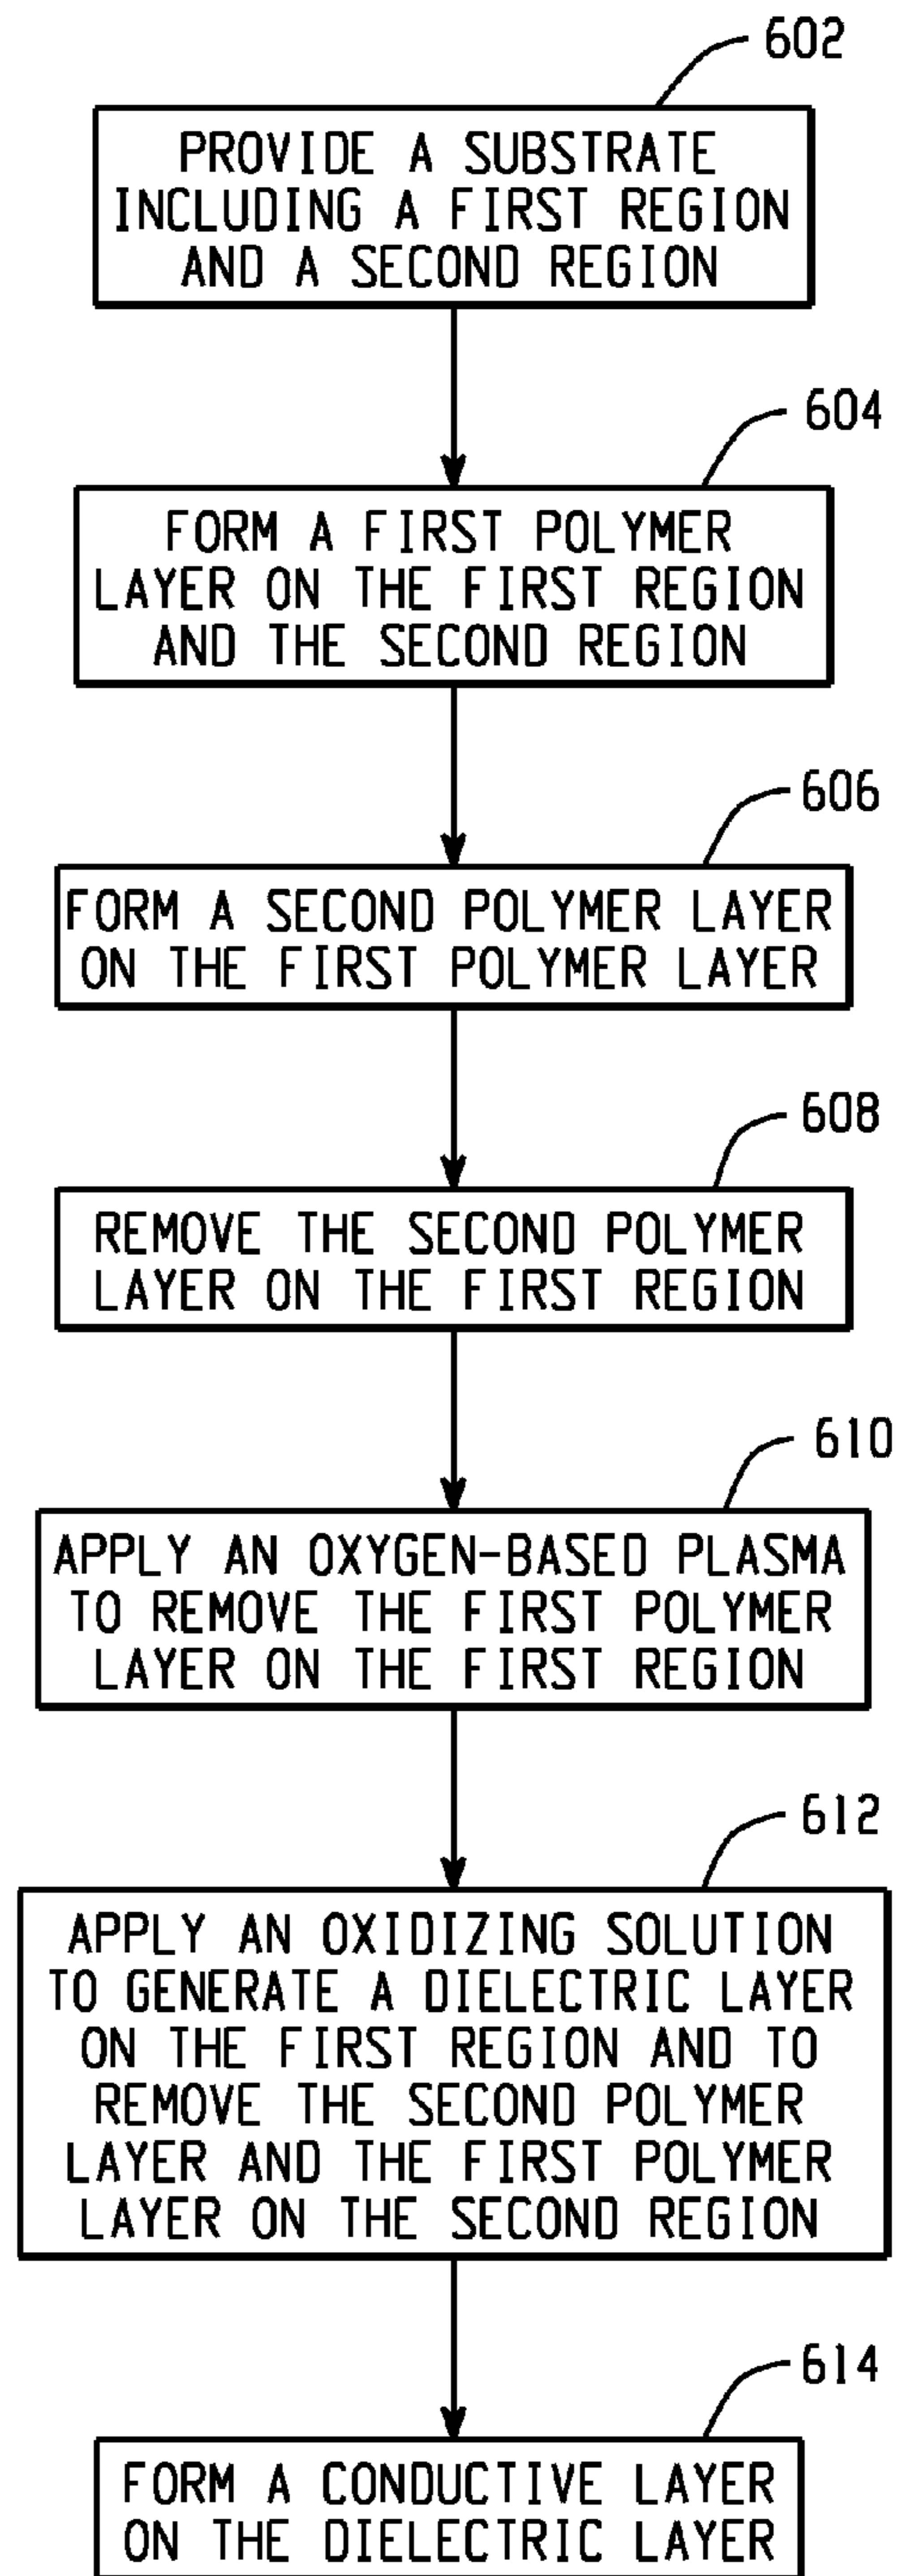 602
PROVIDE A SUBSTRATE
INCLUDING A FIRST REGION
AND A SECOND REGION
604
FORM A FIRST POLYMER
LAYER ON THE FIRST REGION
AND THE SECOND REGION
606
FORM A SECOND POLYMER LAYER
ON THE FIRST POLYMER LAYER
608
REMOVE THE SECOND POLYMER
LAYER ON THE FIRST REGION
610
APPLY AN OXYGEN-BASED PLASMA
TO REMOVE THE FIRST POLYMER
LAYER ON THE FIRST REGION
612
APPLY AN OXIDIZING SOLUTION
TO GENERATE A DIELECTRIC LAYER
ON THE FIRST REGION AND TO
REMOVE THE SECOND POLYMER
LAYER AND THE FIRST POLYMER
LAYER ON THE SECOND REGION
614
FORM A CONDUCTIVE LAYER
ON THE DIELECTRIC LAYER